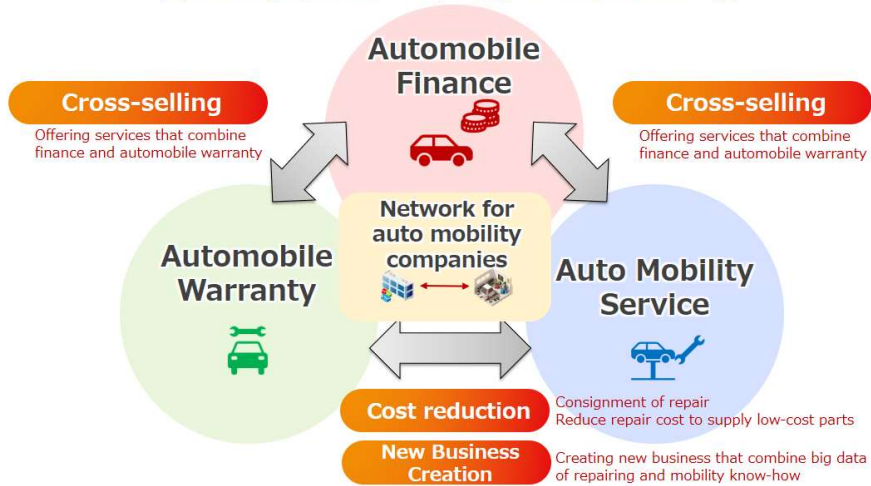 Automobile
Finance
Cross-selling
Offering services that combine
finance and automobile warranty
Cross-selling
Offering services that combine
finance and automobile warranty
Network for
auto mobility
companies
Automobile
Warranty
Auto Mobility
Service
Cost reduction
Consignment of repair
Reduce repair cost to supply low-cost parts
New Business
Creation
Creating new business that combine big data
of repairing and mobility know-how